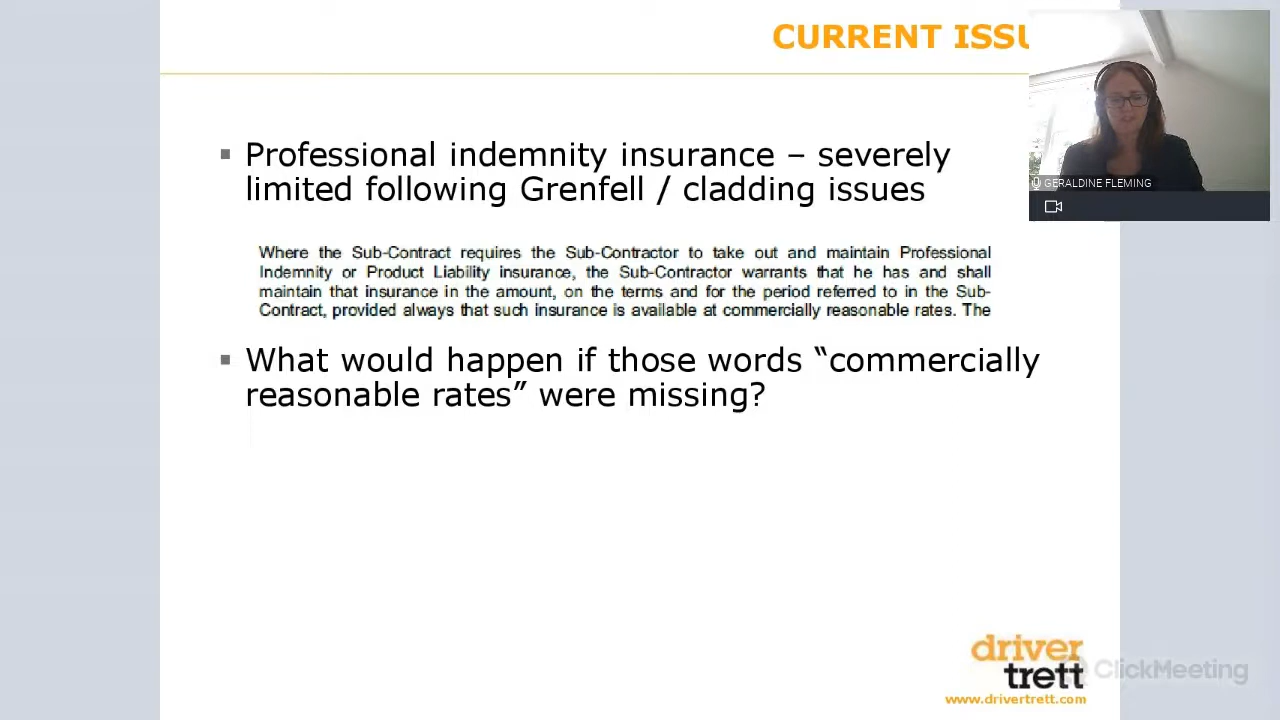 CURRENT ISSU
Professional indemnity insurance – severely
limited following Grenfell / cladding issues
Where the Sub-Contract requires the Sub-Contractor to take out and maintain Professional
Indemnity or Product Liability insurance, the Sub-Contractor warrants that he has and shall
maintain that insurance in the amount, on the terms and for the period referred to in the Sub-
Contract, provided always that such insurance is available at commercially reasonable rates. The
What would happen if those words “commercially
reasonable rates” were missing?
GERALDINE FLEMING
driver
trett
www.drivertrett.com
ClickMeeting